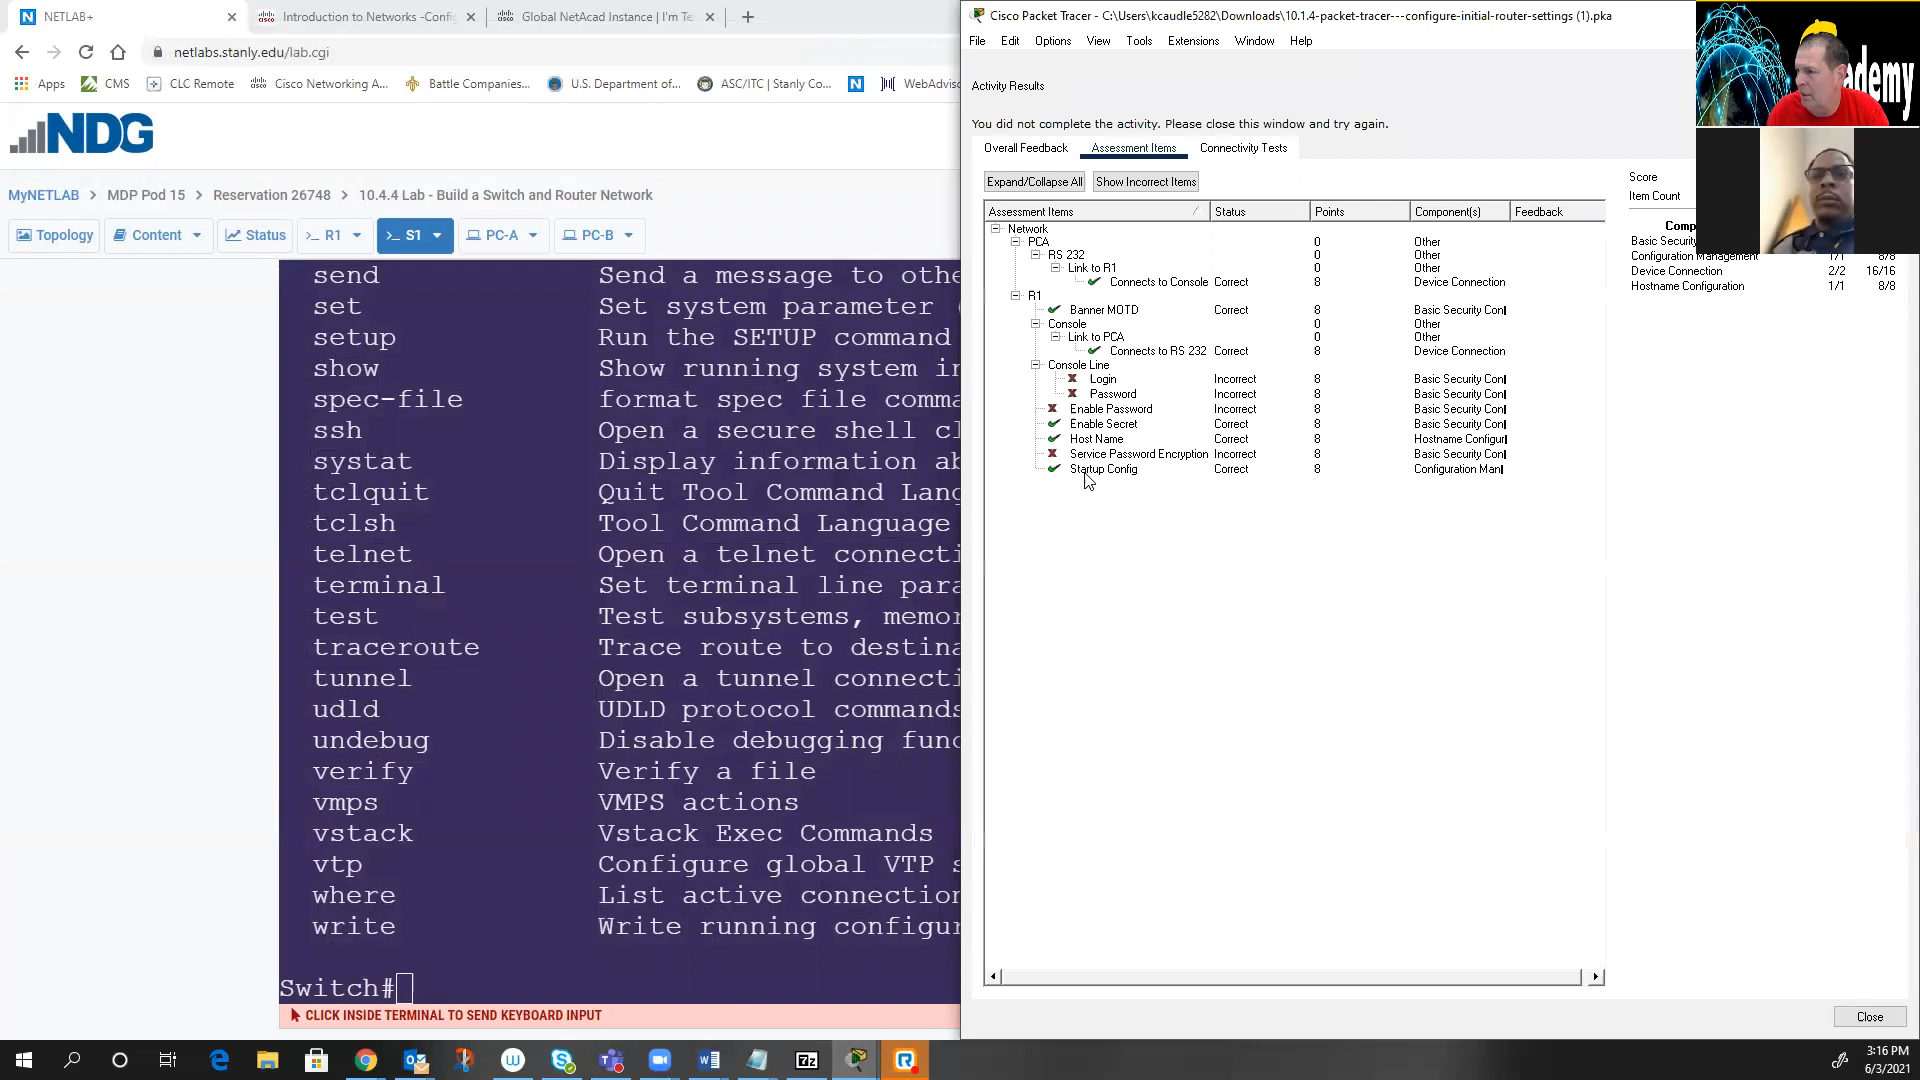 NETLAB+
Introduction to Networks -Config
Global NetAcad Instance | I'm Te
netlabs.stanly.edu/lab.cgi
Apps
CMS
CLC Remote
Cisco Networking A...
Battle Companies...
U.S. Department of...
ASC/ITC | Stanly Co...
WebAdviso
NDG
MyNETLAB > MDP Pod 15 > Reservation 26748 > 10.4.4 Lab - Build a Switch and Router Network
Topology
Content
Status
R1
S1
PC-A
PC-B
send Send a message to othe
set Set system parameter (
setup Run the SETUP command
show Show running system in
spec-file format spec file comma
ssh Open a secure shell cl
systat Display information ab
tclquit Quit Tool Command Lang
tclsh Tool Command Language
telnet Open a telnet connecti
terminal Set terminal line para
test Test subsystems, memor
traceroute Trace route to destina
tunnel Open a tunnel connecti
udld UDLD protocol commands
undebug Disable debugging func
verify Verify a file
vmps VMPS actions
vstack Vstack Exec Commands
vtp Configure global VTP s
where List active connection
write Write running configur
Switch#
CLICK INSIDE TERMINAL TO SEND KEYBOARD INPUT
Cisco Packet Tracer - C:\Users\kcaudle5282\Downloads\10.1.4-packet-tracer---configure-initial-router-settings (1).pka
File Edit Options View Tools Extensions Window Help
Activity Results
You did not complete the activity. Please close this window and try again.
Overall Feedback Assessment Items Connectivity Tests
Expand/Collapse All Show Incorrect Items
Assessment Items Status Points Component(s) Feedback
Network
PCA 0 Other
RS 232 0 Other
Link to R1 0 Other
Connects to Console Correct 8 Device Connection
R1
Banner MOTD Correct 8 Basic Security Conf
Console 0 Other
Link to PCA 0 Other
Connects to RS 232 Correct 8 Device Connection
Console Line
Login Incorrect 8 Basic Security Conf
Password Incorrect 8 Basic Security Conf
Enable Password Incorrect 8 Basic Security Conf
Enable Secret Correct 8 Basic Security Conf
Host Name Correct 8 Hostname Configur
Service Password Encryption Incorrect 8 Basic Security Conf
Startup Config Correct 8 Configuration Man
Score
Item Count
Comp
Basic Security
Configuration Management 1/1 8/8
Device Connection 2/2 16/16
Hostname Configuration 1/1 8/8
Close
ademy
3:16 PM
6/3/2021